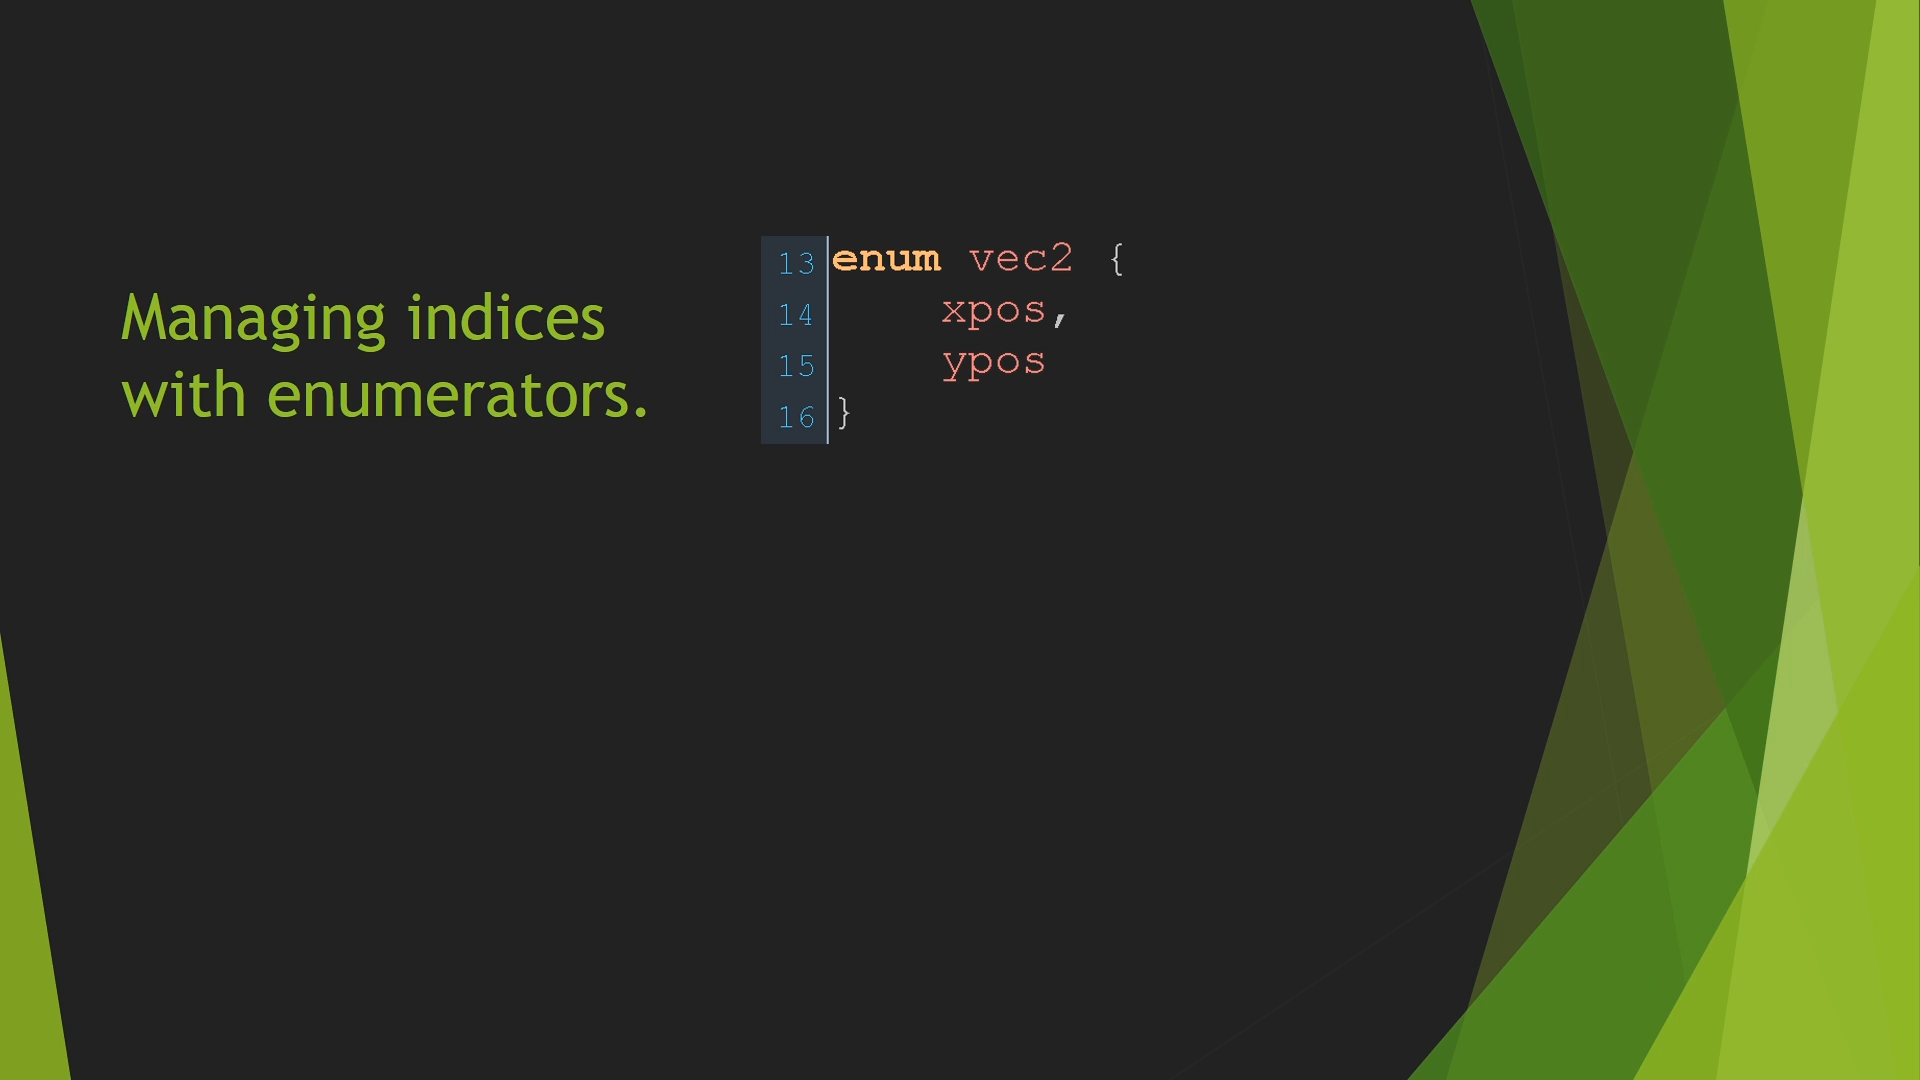 Managing indices
with enumerators.
13 enum vec2 {
14 xpos,
15 ypos
16 }